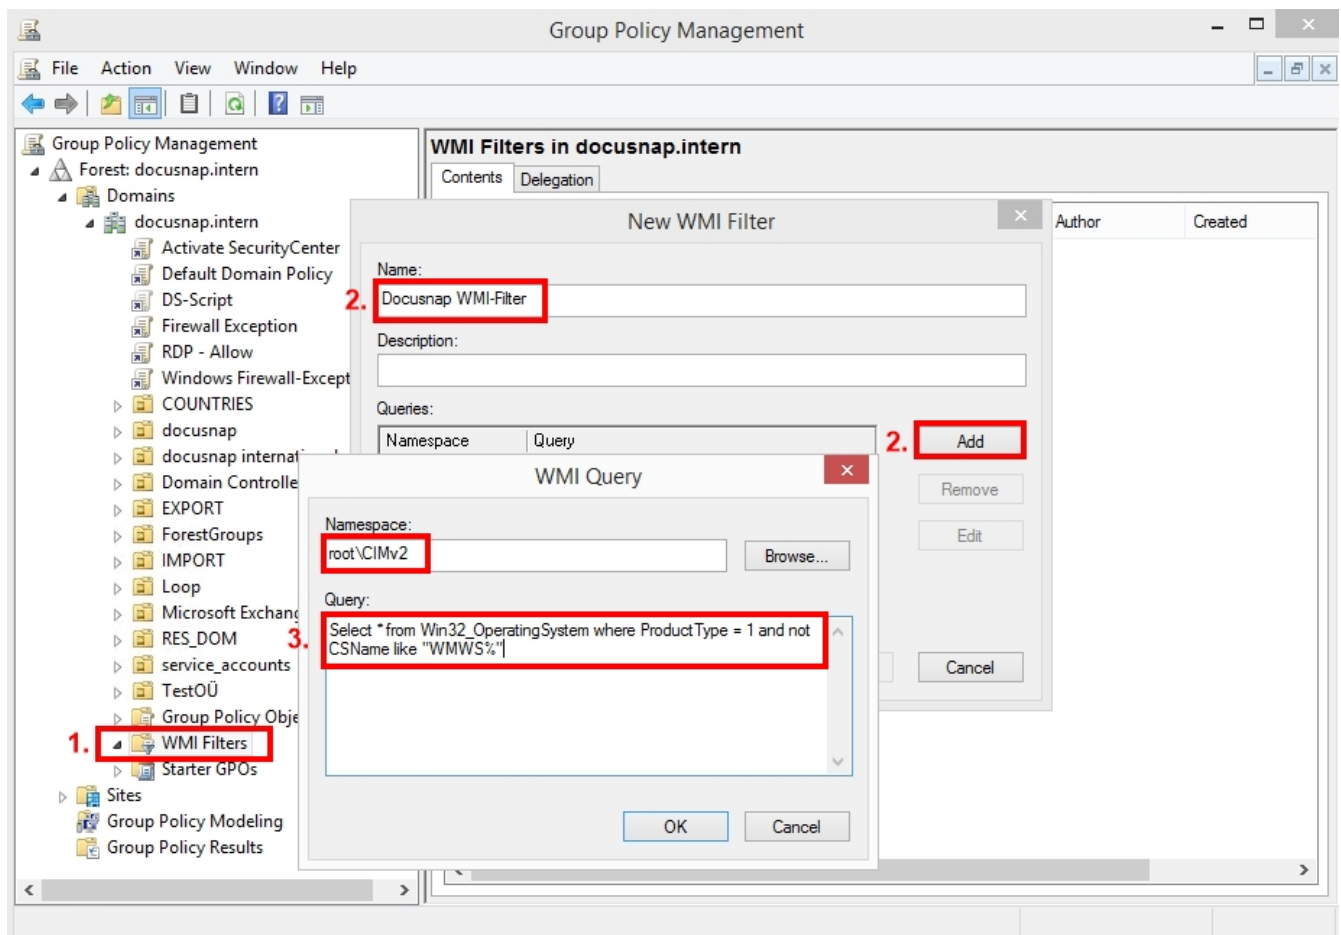 Group Policy Management
File Action View Window Help
Group Policy Management
Forest: docusnap.intern
Domains
docusnap.intern
Activate SecurityCenter
Default Domain Policy
DS-Script
Firewall Exception
RDP - Allow
Windows Firewall-Except
COUNTRIES
docusnap
docusnap internat
Domain Controlle
EXPORT
ForestGroups
IMPORT
Loop
Microsoft Exchang
RES_DOM
service_accounts
TestOÜ
Group Policy Obje
1. WMI Filters
Starter GPOs
Sites
Group Policy Modeling
Group Policy Results
WMI Filters in docusnap.intern
Contents Delegation
Author Created
New WMI Filter
Name:
2. Docusnap WMI-Filter
Description:
Queries:
Namespace Query
2. Add
Remove
Edit
Cancel
WMI Query
Namespace:
root\CIMv2
Browse...
Query:
3. Select * from Win32_OperatingSystem where ProductType = 1 and not
CSName like "WMWS%"
OK Cancel